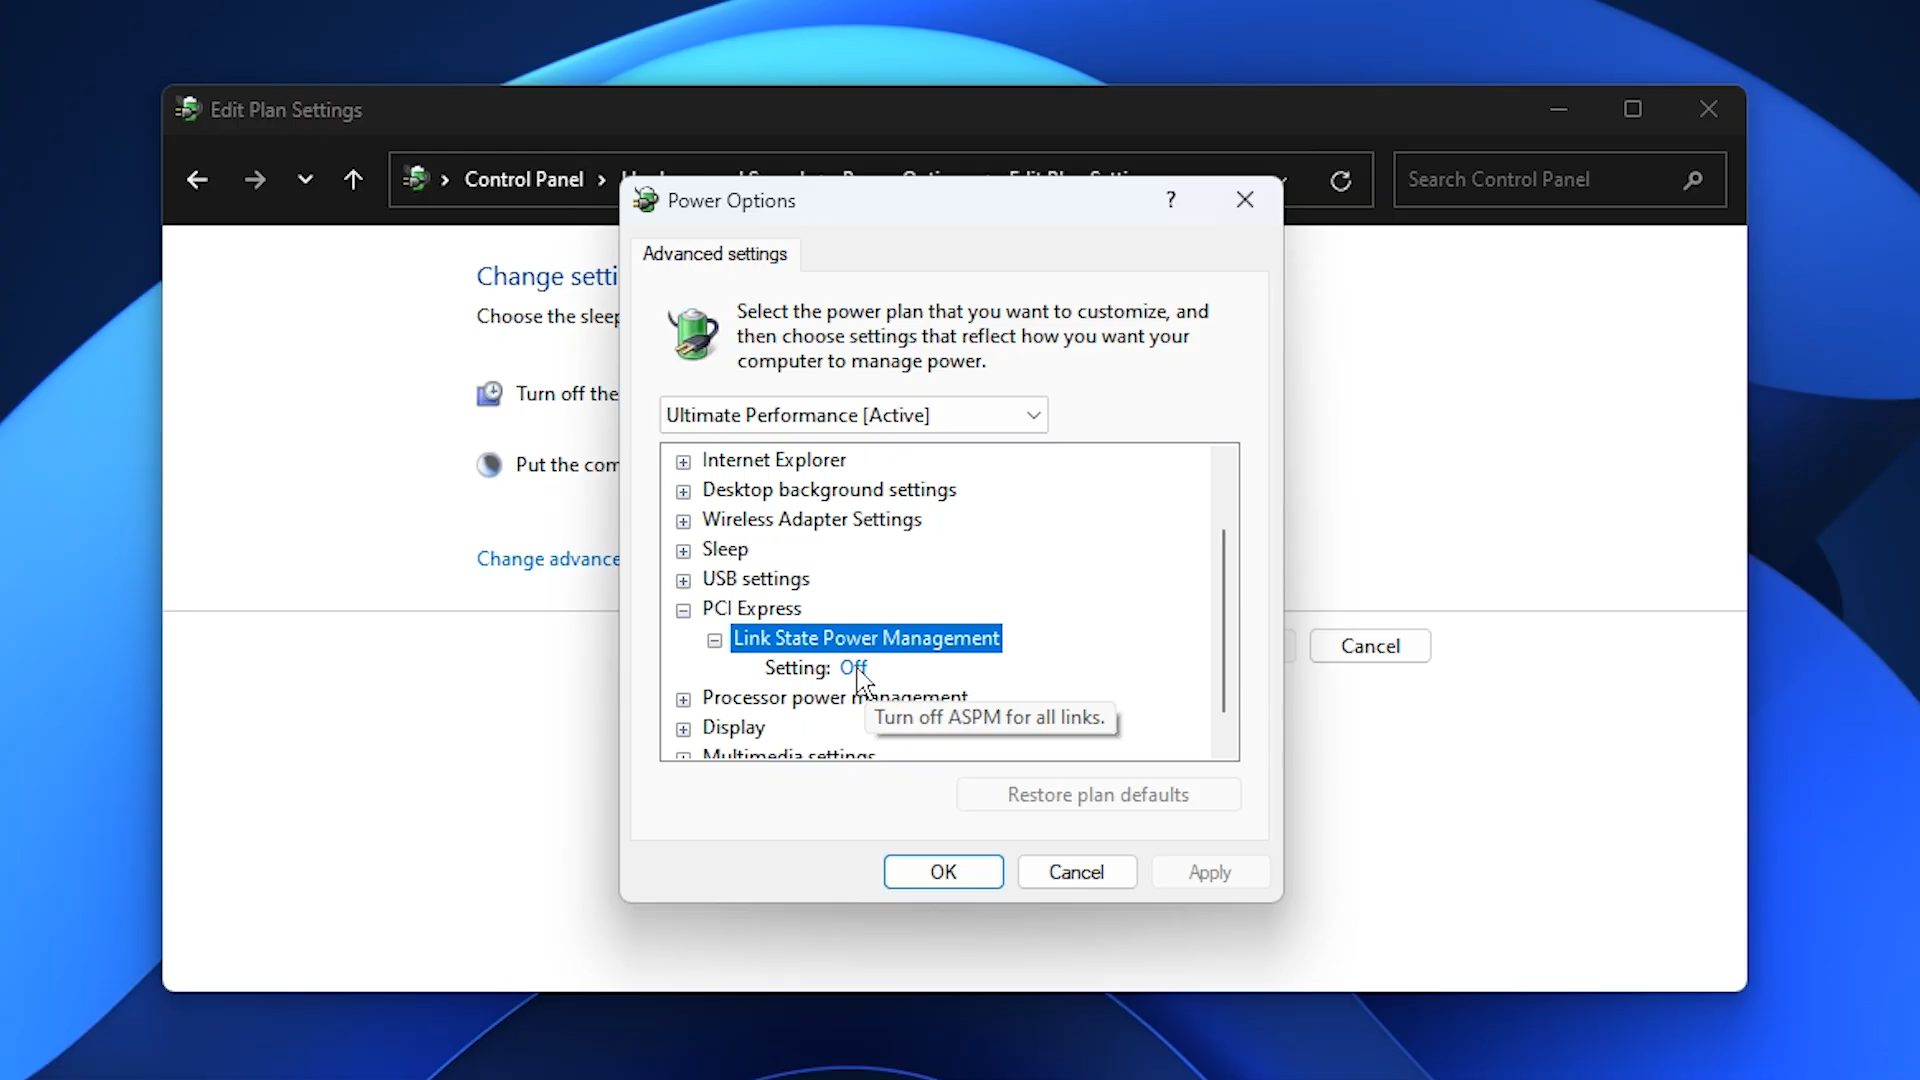 Edit Plan Settings
Control Panel
Search Control Panel
Power Options
?
Advanced settings
Change setti
Choose the sleep
Turn off the
Put the com
Change advance
Select the power plan that you want to customize, and
then choose settings that reflect how you want your
computer to manage power.
Ultimate Performance [Active]
Internet Explorer
Desktop background settings
Wireless Adapter Settings
Sleep
USB settings
PCI Express
Link State Power Management
Setting: Off
Processor power management
Turn off ASPM for all links.
Display
Multimedia settings
Restore plan defaults
OK
Cancel
Apply
Cancel